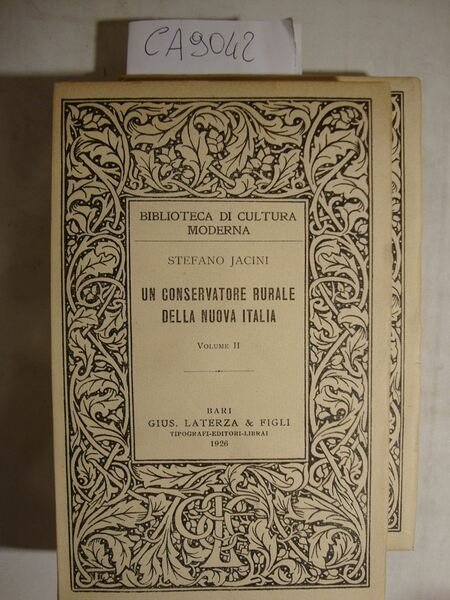 CA9042
BIBLIOTECA DI CULTURA
MODERNA
STEFANO JACINI
UN CONSERVATORE RURALE
DELLA NUOVA ITALIA
VOLUME II
BARI
GIUS. LATERZA & FIGLI
TIPOGRAFI-EDITORI-LIBRAI
1926